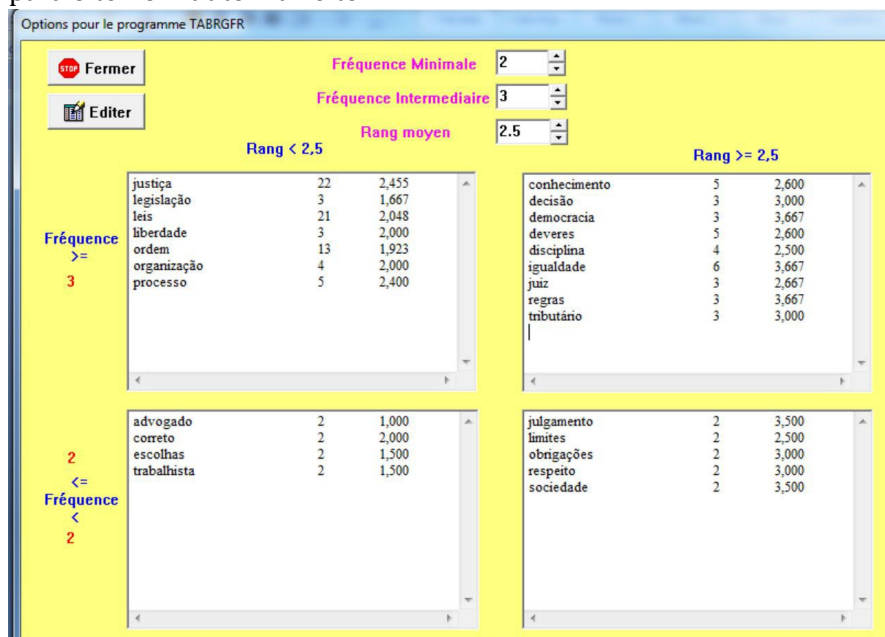 Options pour le programme TABRGFR
STOP Fermer
Editer
Fréquence Minimale 2
Fréquence Intermediaire 3
Rang moyen 2.5
Rang < 2,5
Rang >= 2,5
Fréquence
>=
3
justiça 22 2,455
legislação 3 1,667
leis 21 2,048
liberdade 3 2,000
ordem 13 1,923
organização 4 2,000
processo 5 2,400
conhecimento 5 2,600
decisão 3 3,000
democracia 3 3,667
deveres 5 2,600
disciplina 4 2,500
igualdade 6 3,667
juiz 3 2,667
regras 3 3,667
tributário 3 3,000
2
<=
Fréquence
<
2
advogado 2 1,000
correto 2 2,000
escolhas 2 1,500
trabalhista 2 1,500
julgamento 2 3,500
limites 2 2,500
obrigações 2 3,000
respeito 2 3,000
sociedade 2 3,500